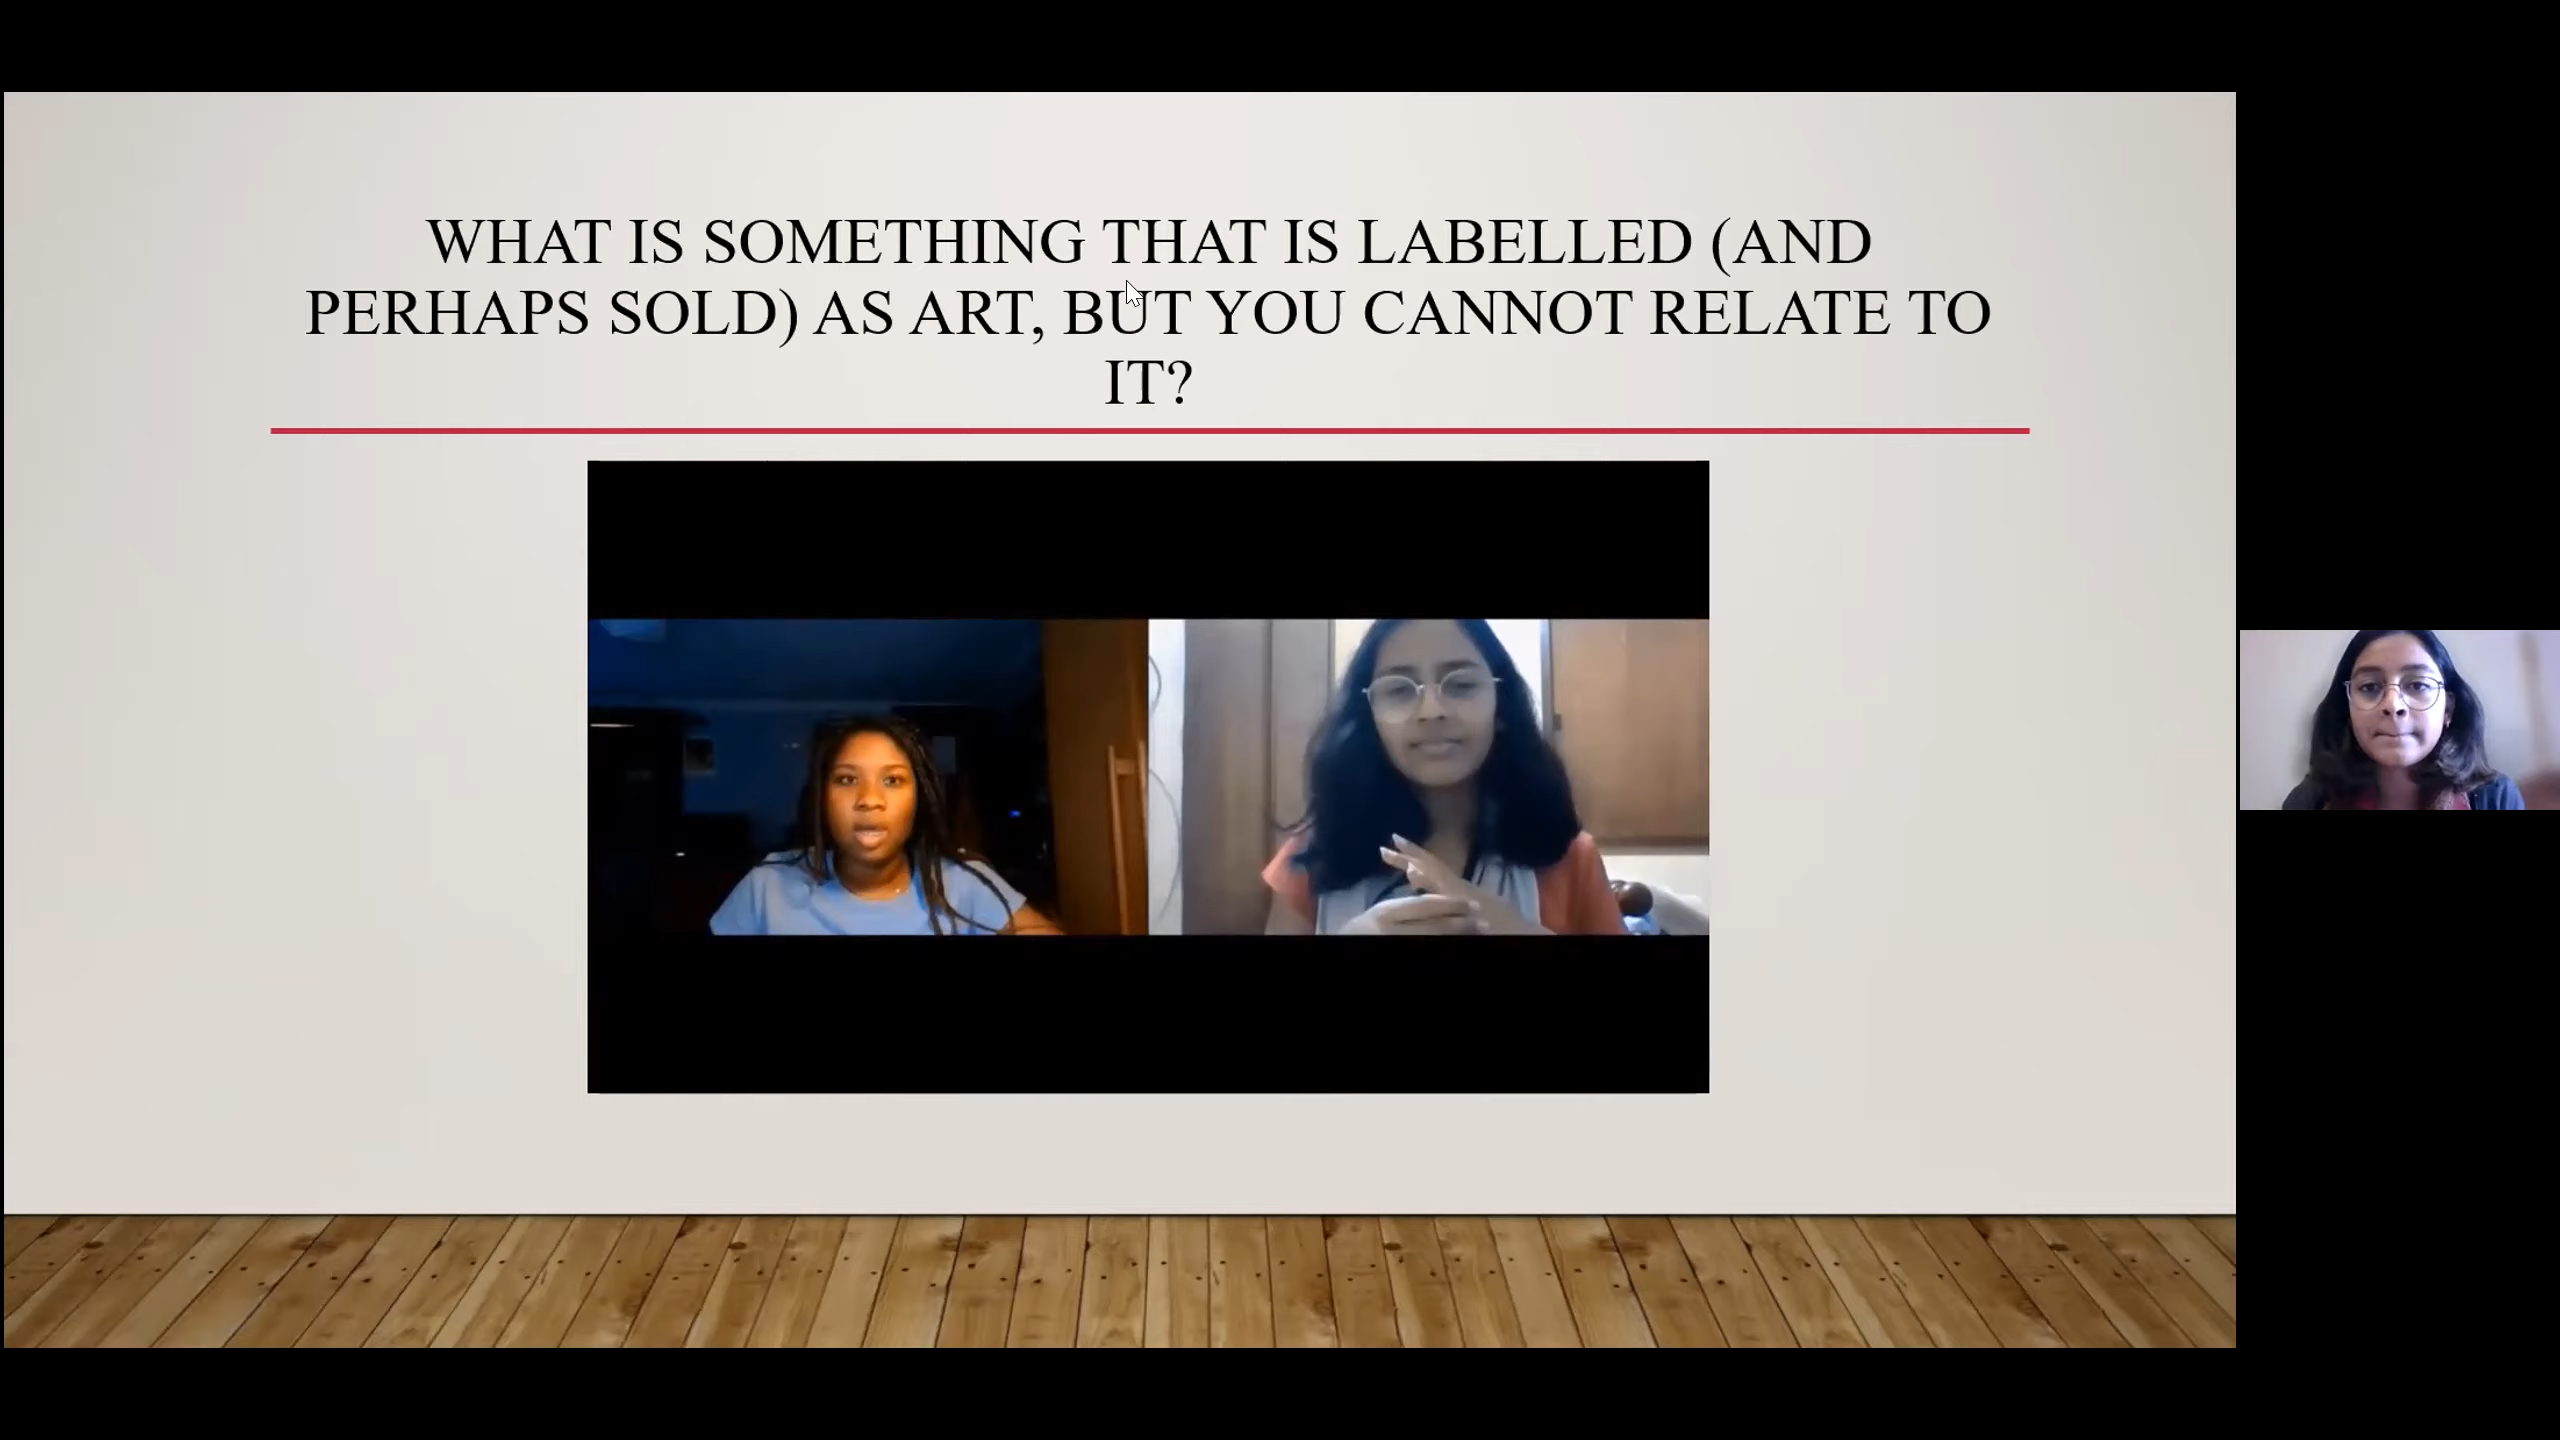 WHAT IS SOMETHING THAT IS LABELLED (AND
PERHAPS SOLD) AS ART, BUT YOU CANNOT RELATE TO
IT?